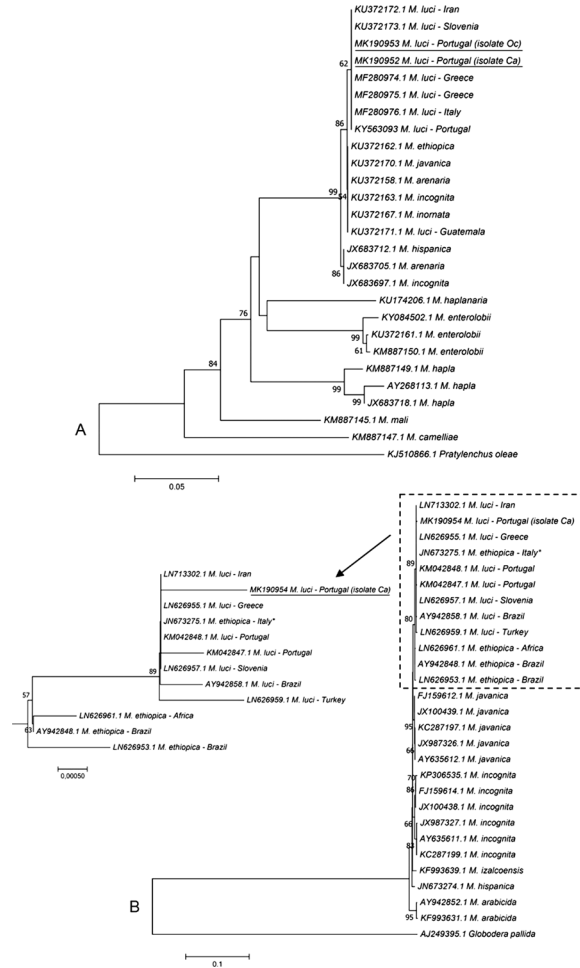 KU372172.1 M. luci - Iran
KU372173.1 M. luci - Slovenia
MK190953 M. luci - Portugal (isolate Oc)
MK190952 M. luci - Portugal (isolate Ca)
62
MF280974.1 M. luci - Greece
MF280975.1 M. luci - Greece
MF280976.1 M. luci - Italy
86
KY563093 M. luci - Portugal
KU372162.1 M. ethiopica
KU372170.1 M. javanica
KU372158.1 M. arenaria
99
54
KU372163.1 M. incognita
KU372167.1 M. inornata
KU372171.1 M. luci - Guatemala
JX683712.1 M. hispanica
JX683705.1 M. arenaria
86
JX683697.1 M. incognita
KU174206.1 M. haplanaria
76
KY084502.1 M. enterolobii
99
KU372161.1 M. enterolobii
61
KM887150.1 M. enterolobii
84
KM887149.1 M. hapla
99
AY268113.1 M. hapla
99
JX683718.1 M. hapla
KM887145.1 M. mali
A
KM887147.1 M. camelliae
KJ510866.1 Pratylenchus oleae
0.05
LN713302.1 M. luci - Iran
MK190954 M. luci - Portugal (isolate Ca)
LN626955.1 M. luci - Greece
JN673275.1 M. ethiopica - Italy*
KM042848.1 M. luci - Portugal
KM042847.1 M. luci - Portugal
89
LN626957.1 M. luci - Slovenia
AY942858.1 M. luci - Brazil
57
LN626959.1 M. luci - Turkey
LN626961.1 M. ethiopica - Africa
63
AY942848.1 M. ethiopica - Brazil
LN626953.1 M. ethiopica - Brazil
0,00050
LN713302.1 M. luci - Iran
MK190954 M. luci - Portugal (isolate Ca)
LN626955.1 M. luci - Greece
JN673275.1 M. ethiopica - Italy*
89
KM042848.1 M. luci - Portugal
KM042847.1 M. luci - Portugal
LN626957.1 M. luci - Slovenia
80
AY942858.1 M. luci - Brazil
LN626959.1 M. luci - Turkey
LN626961.1 M. ethiopica - Africa
AY942848.1 M. ethiopica - Brazil
LN626953.1 M. ethiopica - Brazil
FJ159612.1 M. javanica
JX100439.1 M. javanica
95
KC287197.1 M. javanica
JX987326.1 M. javanica
66
AY635612.1 M. javanica
70
KP306535.1 M. incognita
86
FJ159614.1 M. incognita
JX100438.1 M. incognita
66
JX987327.1 M. incognita
AY635611.1 M. incognita
83
KC287199.1 M. incognita
KF993639.1 M. izalcoensis
JN673274.1 M. hispanica
B
AY942852.1 M. arabicida
95
KF993631.1 M. arabicida
AJ249395.1 Globodera pallida
0.1